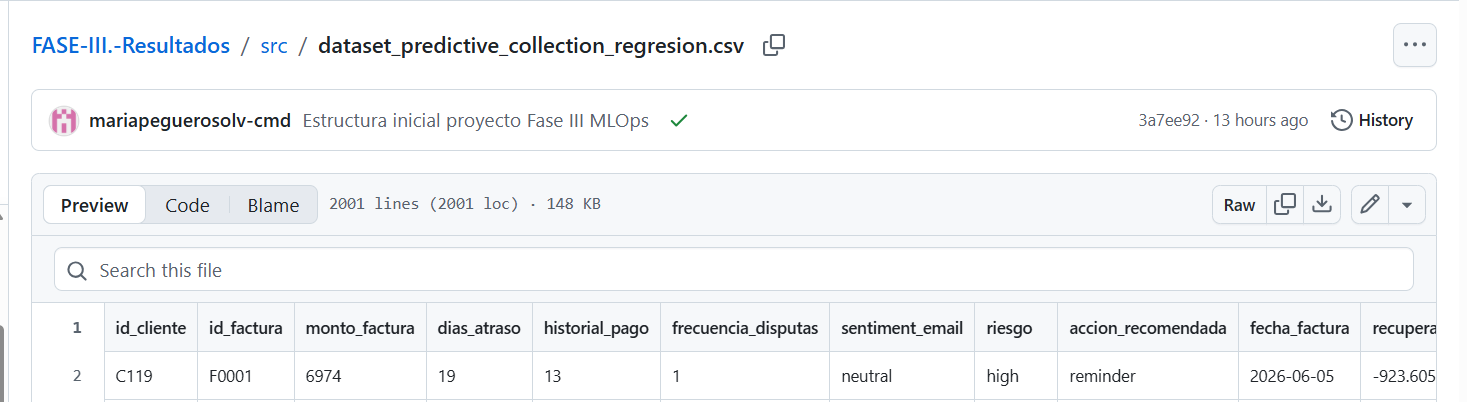 FASE-III.-Resultados / src / dataset_predictive_collection_regresion.csv
mariapeguerosolv-cmd Estructura inicial proyecto Fase III MLOps 3a7ee92 · 13 hours ago History
Preview Code Blame 2001 lines (2001 loc) · 148 KB Raw
Search this file
1 id_cliente id_factura monto_factura dias_atraso historial_pago frecuencia_disputas sentiment_email riesgo accion_recomendada fecha_factura recupera
2 C119 F0001 6974 19 13 1 neutral high reminder 2026-06-05 -923.605